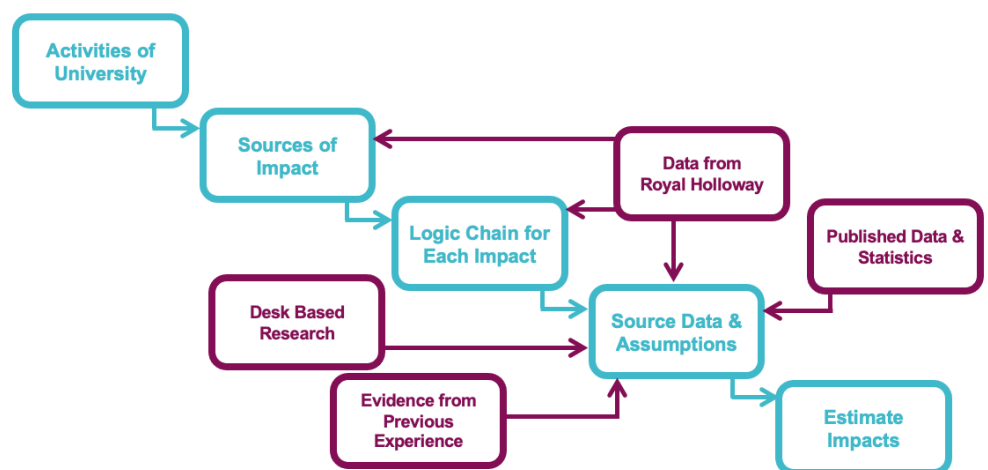 Activities of
University
Sources of
Impact
Data from
Royal Holloway
Logic Chain for
Each Impact
Published Data &
Statistics
Desk Based
Research
Source Data &
Assumptions
Evidence from
Previous
Experience
Estimate
Impacts